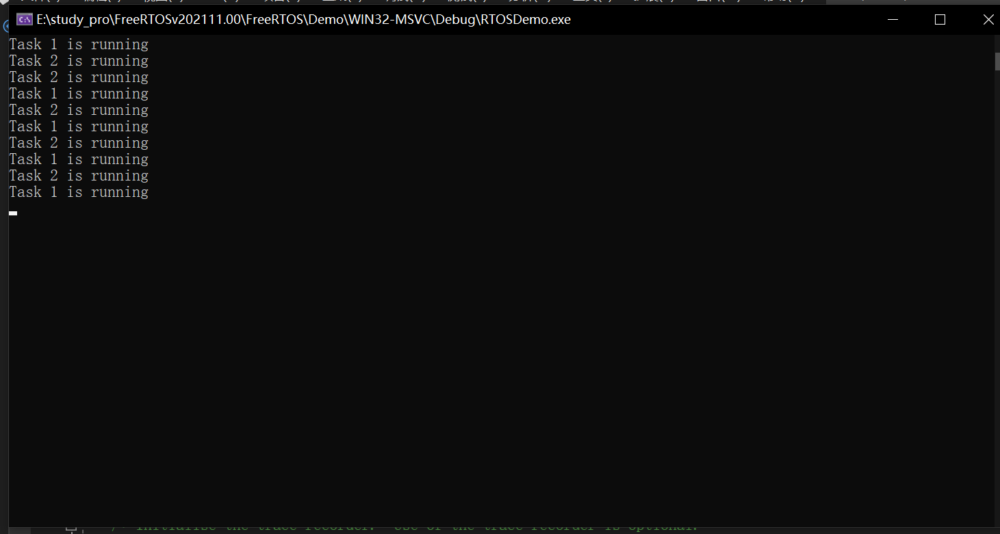 E:\study_pro\FreeRTOSv202111.00\FreeRTOS\Demo\WIN32-MSVC\Debug\RTOSDemo.exe
Task 1 is running
Task 2 is running
Task 2 is running
Task 1 is running
Task 2 is running
Task 1 is running
Task 2 is running
Task 1 is running
Task 2 is running
Task 1 is running
/* Initialise the trace recorder. Use of the trace recorder is optional.